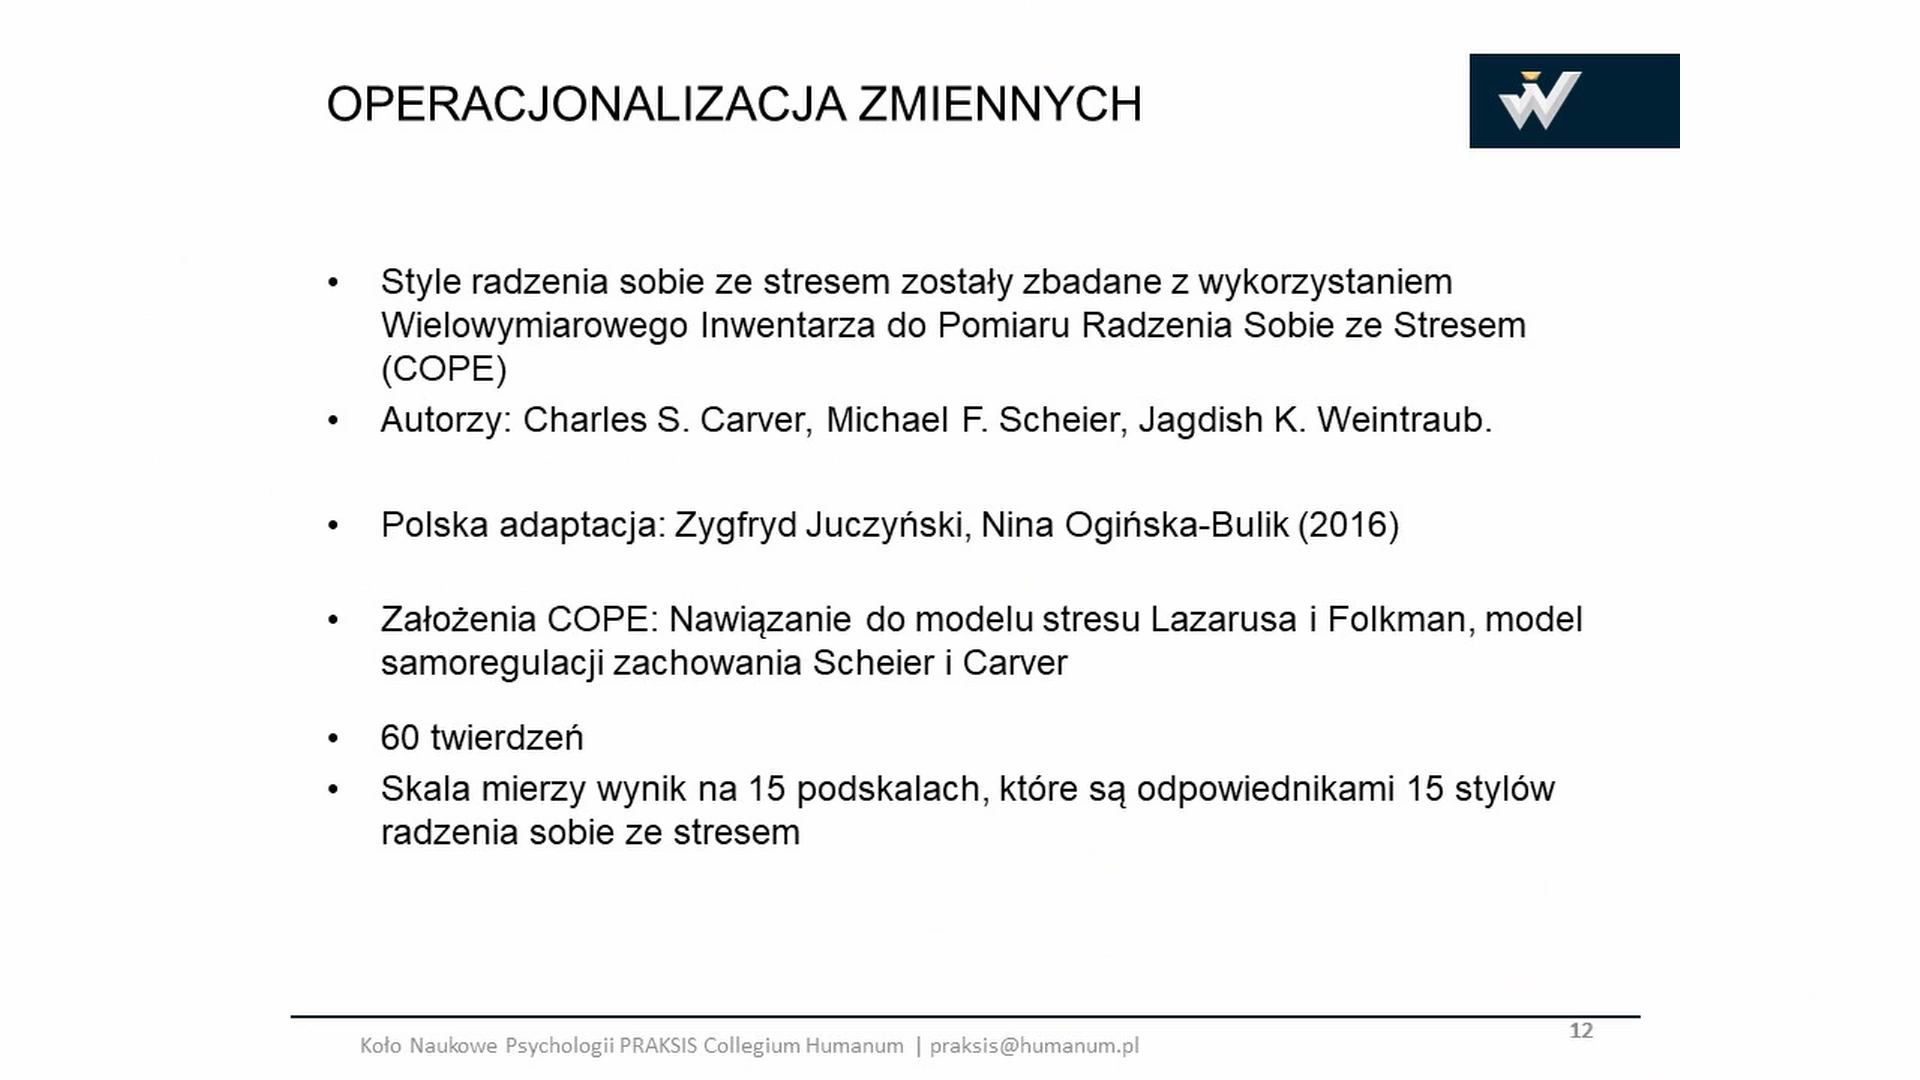 OPERACJONALIZACJA ZMIENNYCH
• Style radzenia sobie ze stresem zostały zbadane z wykorzystaniem
Wielowymiarowego Inwentarza do Pomiaru Radzenia Sobie ze Stresem
(COPE)
• Autorzy: Charles S. Carver, Michael F. Scheier, Jagdish K. Weintraub.
• Polska adaptacja: Zygfryd Juczyński, Nina Ogińska-Bulik (2016)
• Założenia COPE: Nawiązanie do modelu stresu Lazarusa i Folkman, model
samoregulacji zachowania Scheier i Carver
• 60 twierdzeń
• Skala mierzy wynik na 15 podskalach, które są odpowiednikami 15 stylów
radzenia sobie ze stresem
12
Koło Naukowe Psychologii PRAKSIS Collegium Humanum | praksis@humanum.pl